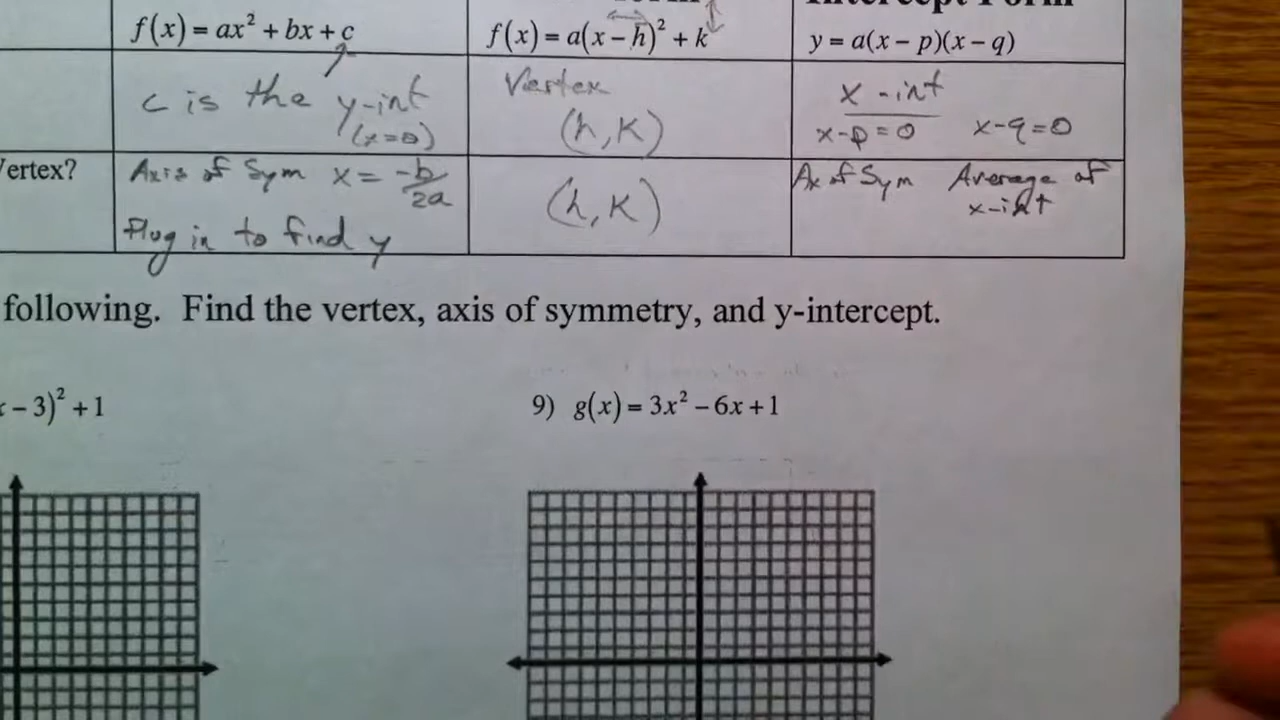 Intercept Form
f(x) = ax² + bx + c
f(x) = a(x − h)² + k
y = a(x − p)(x − q)
c is the y-int
(x=0)
Vertex
(h, K)
x-int
x-p=0 x-q=0
Vertex?
Axis of Sym x = -b/2a
Plug in to find y
(h, K)
Ax of Sym Average of
x-int
following. Find the vertex, axis of symmetry, and y-intercept.
− 3)² + 1
9) g(x) = 3x² − 6x + 1